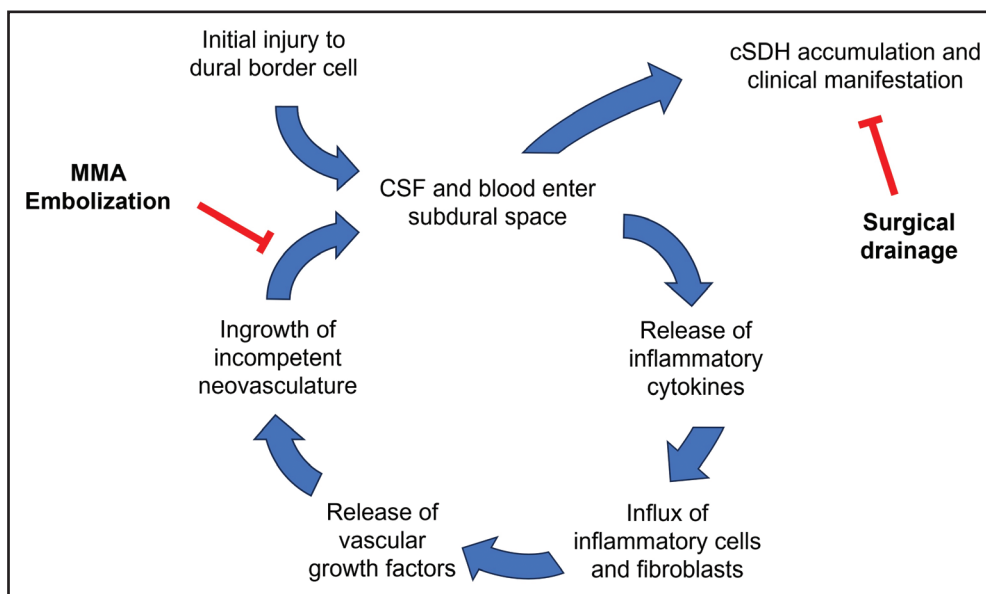 Initial injury to
dural border cell
cSDH accumulation and
clinical manifestation
MMA
Embolization
CSF and blood enter
subdural space
Surgical
drainage
Ingrowth of
incompetent
neovasculature
Release of
inflammatory
cytokines
Release of
vascular
growth factors
Influx of
inflammatory cells
and fibroblasts